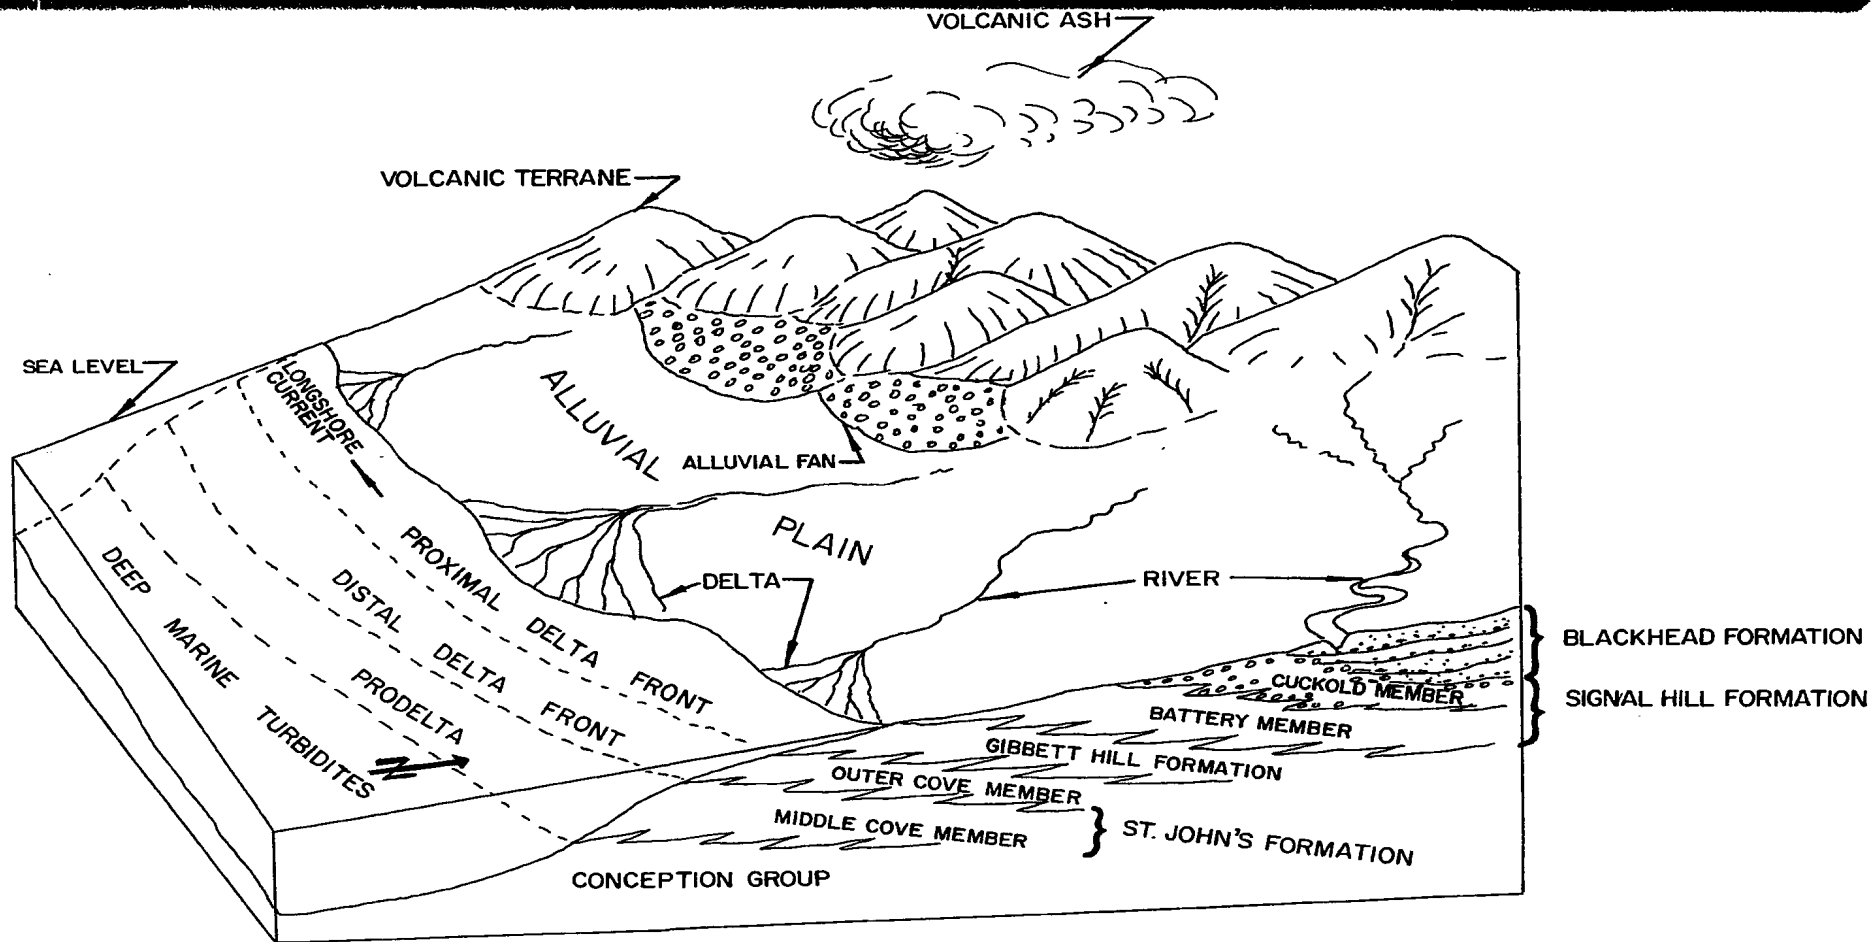 VOLCANIC ASH
VOLCANIC TERRANE
SEA LEVEL
LONGSHORE
CURRENT
ALLUVIAL
ALLUVIAL FAN
PLAIN
PROXIMAL DELTA FRONT
DISTAL DELTA FRONT
PRODELTA
DEEP MARINE TURBIDITES
N
DELTA
RIVER
BLACKHEAD FORMATION
CUCKOLD MEMBER
SIGNAL HILL FORMATION
BATTERY MEMBER
GIBBETT HILL FORMATION
OUTER COVE MEMBER
MIDDLE COVE MEMBER
ST. JOHN'S FORMATION
CONCEPTION GROUP